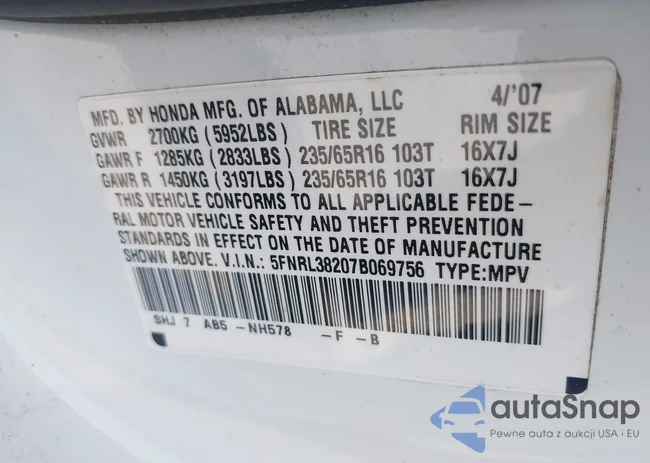 MFD. BY HONDA MFG. OF ALABAMA, LLC 4/'07
GVWR 2700KG (5952LBS) TIRE SIZE RIM SIZE
GAWR F 1285KG (2833LBS) 235/65R16 103T 16X7J
GAWR R 1450KG (3197LBS) 235/65R16 103T 16X7J
THIS VEHICLE CONFORMS TO ALL APPLICABLE FEDE-
RAL MOTOR VEHICLE SAFETY AND THEFT PREVENTION
STANDARDS IN EFFECT ON THE DATE OF MANUFACTURE
SHOWN ABOVE. V.I.N.: 5FNRL38207B069756 TYPE:MPV
SHJ 7 AB5 -NH578 -F -B
autaSnap
Pewne auta z aukcji USA i EU